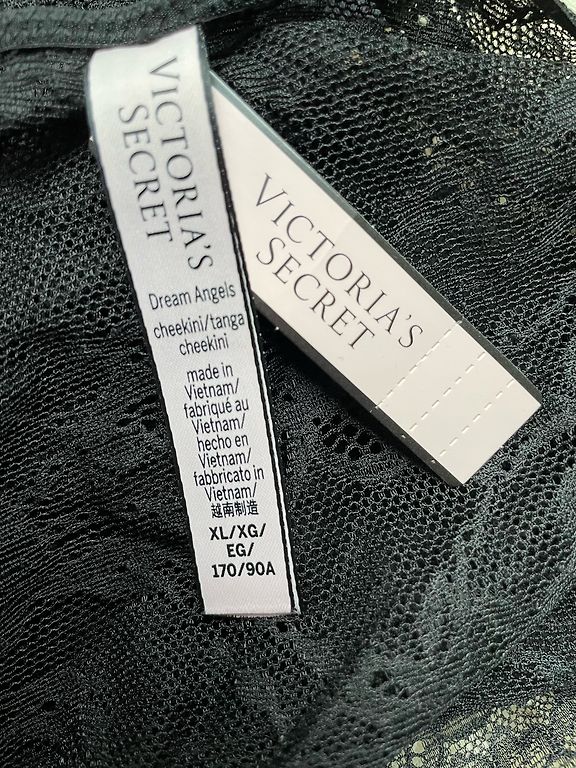 VICTORIA'S
SECRET
Dream Angels
cheekini/tanga
cheekini
made in
Vietnam/
fabriqué au
Vietnam/
hecho en
Vietnam/
fabbricato in
Vietnam/
越南制造
XL/XG/
EG/
170/90A
VICTORIA'S
SECRET